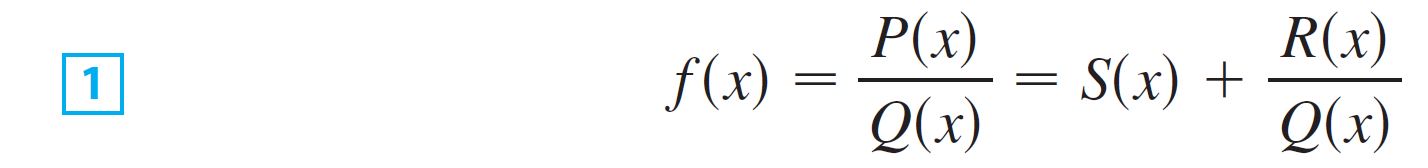 1 f(x) = P(x)/Q(x) = S(x) + R(x)/Q(x)